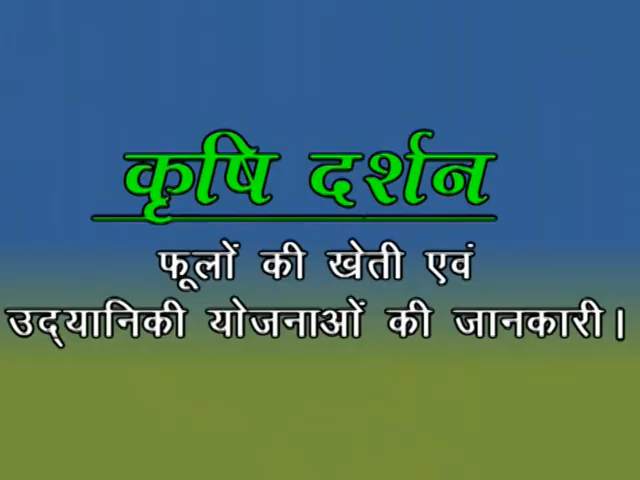 कृषि दर्शन
फूलों की खेती एवं
उद्‌यानिकी योजनाओं की जानकारी।